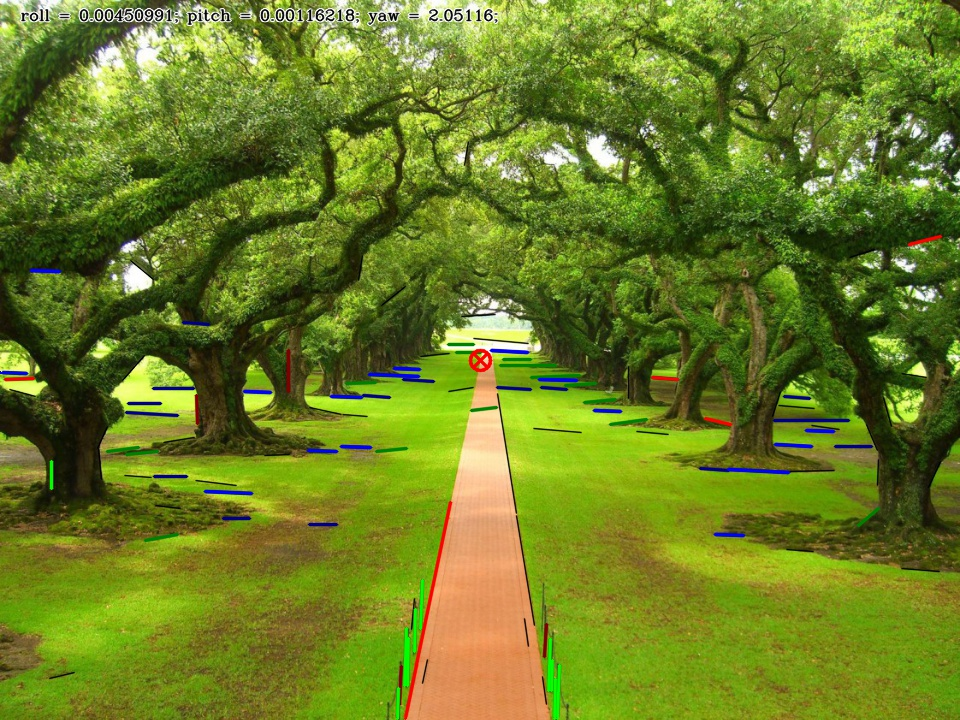 roll = 0.00450991; pitch = 0.00116218; yaw = 2.05116;